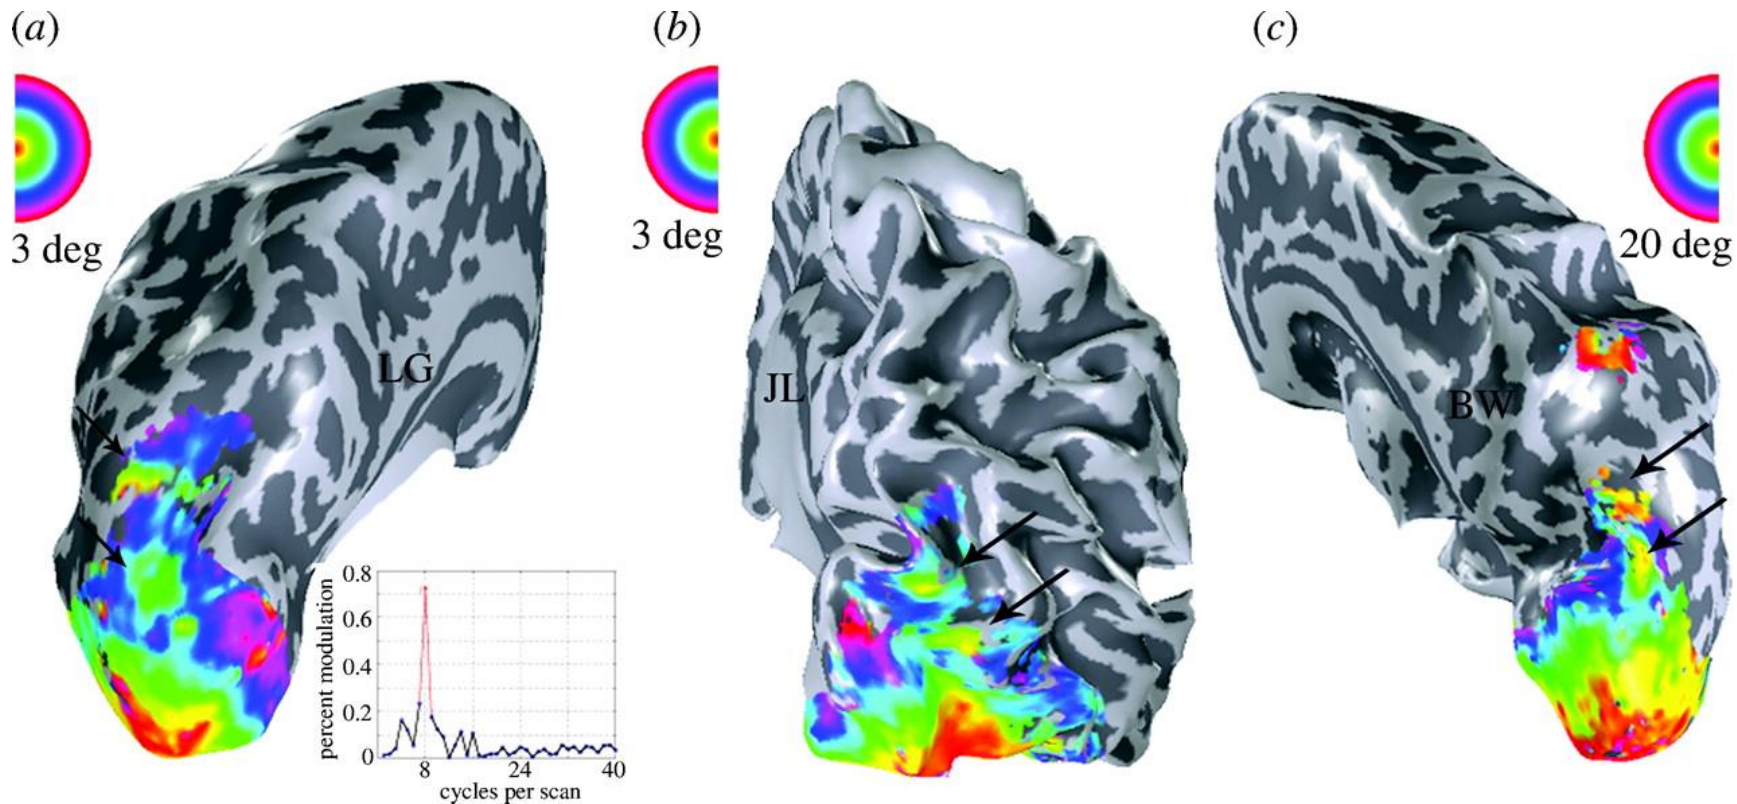 (a)
(b)
(c)
3 deg
3 deg
20 deg
LG
JL
BW
percent modulation
0.8
0.6
0.4
0.2
0
8
24
40
cycles per scan